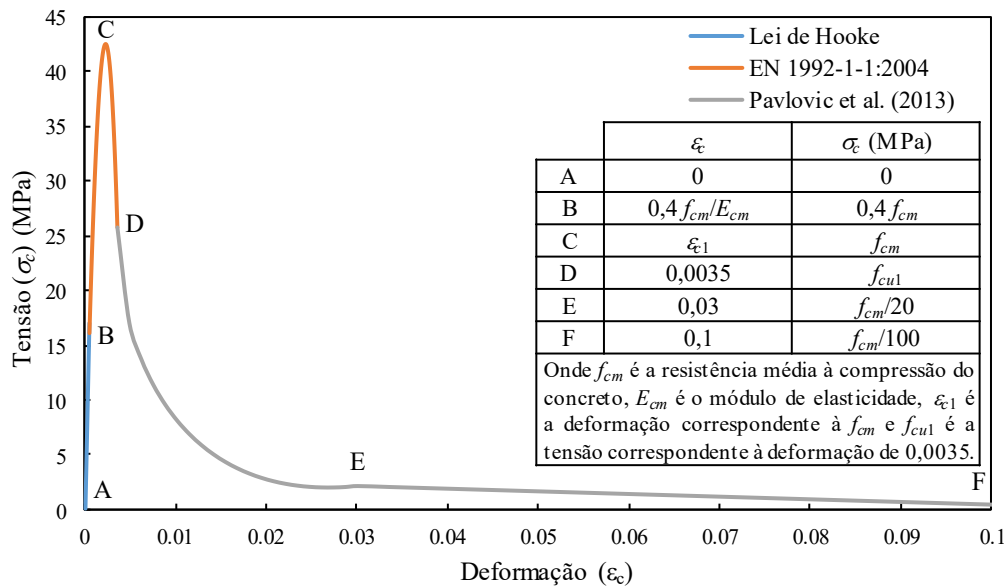 45
40
35
30
25
20
15
10
5
0
Tensão (σc) (MPa)
C
D
B
A
E
F
Lei de Hooke
EN 1992-1-1:2004
Pavlovic et al. (2013)
εc σc (MPa)
A 0 0
B 0,4 fcm/Ecm 0,4 fcm
C εc1 fcm
D 0,0035 fcu1
E 0,03 fcm/20
F 0,1 fcm/100
Onde fcm é a resistência média à compressão do
concreto, Ecm é o módulo de elasticidade, εc1 é
a deformação correspondente à fcm e fcu1 é a
tensão correspondente à deformação de 0,0035.
0 0.01 0.02 0.03 0.04 0.05 0.06 0.07 0.08 0.09 0.1
Deformação (εc)